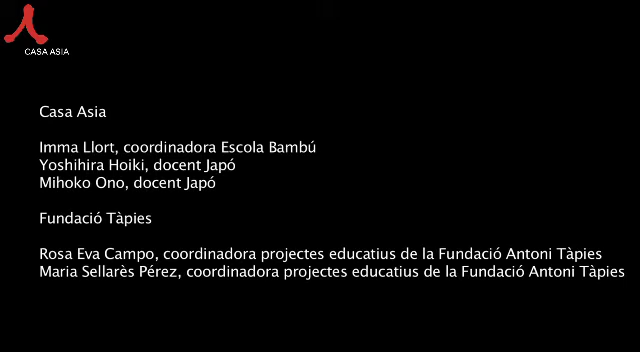 CASA ASIA
Casa Asia
Imma Llort, coordinadora Escola Bambú
Yoshihira Hoiki, docent Japó
Mihoko Ono, docent Japó
Fundació Tàpies
Rosa Eva Campo, coordinadora projectes educatius de la Fundació Antoni Tàpies
Maria Sellarès Pérez, coordinadora projectes educatius de la Fundació Antoni Tàpies